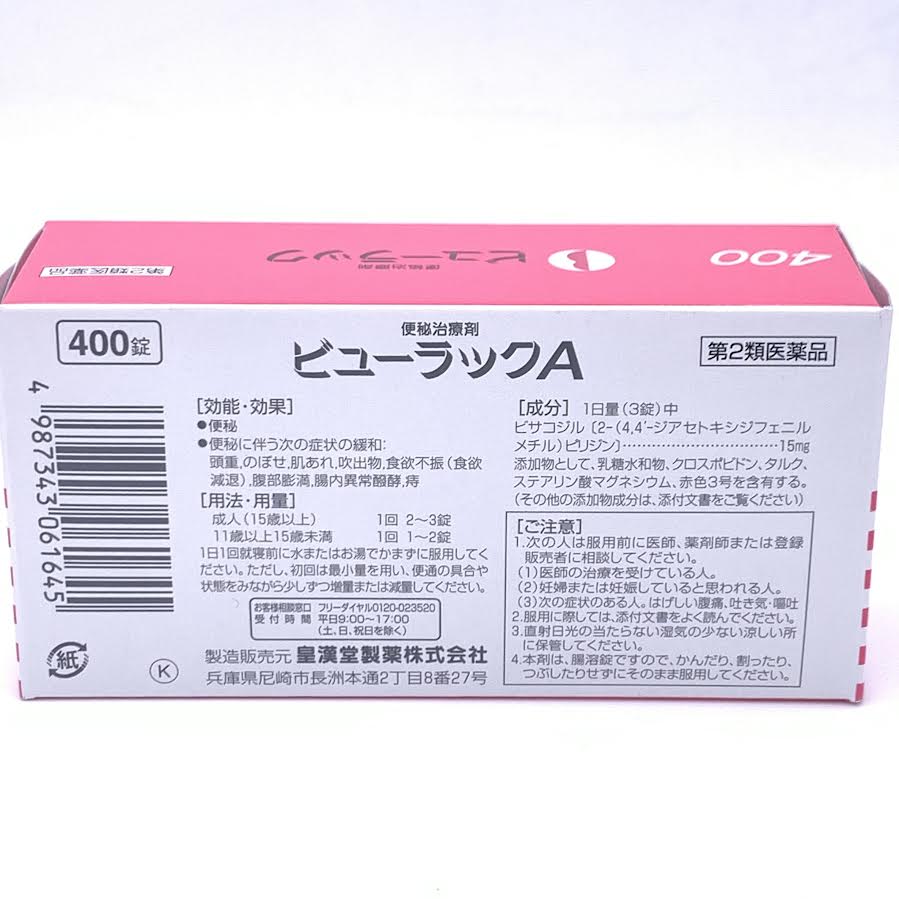 400
ビューラック
便秘治療剤
第2類医薬品
400錠
便秘治療剤
ビューラックA
第2類医薬品
4 987343 061645
[効能・効果]
●便秘
●便秘に伴う次の症状の緩和:
頭重,のぼせ,肌あれ,吹出物,食欲不振(食欲
減退),腹部膨満,腸内異常醗酵,痔
[用法・用量]
成人(15歳以上) 1回 2~3錠
11歳以上15歳未満 1回 1~2錠
1日1回就寝前に水またはお湯でかまずに服用してく
ださい。ただし、初回は最小量を用い、便通の具合や
状態をみながら少しずつ増量または減量してください。
お客様相談窓口 フリーダイヤル0120-023520
受付時間 平日9:00~17:00
(土、日、祝日を除く)
製造販売元 皇漢堂製薬株式会社
兵庫県尼崎市長洲本通2丁目8番27号
紙
K
[成分] 1日量(3錠)中
ビサコジル〔2-(4,4′-ジアセトキシジフェニル
メチル)ピリジン〕……………………………15mg
添加物として、乳糖水和物、クロスポビドン、タルク、
ステアリン酸マグネシウム、赤色3号を含有する。
(その他の添加物成分は、添付文書をご覧ください)
[ご注意]
1.次の人は服用前に医師、薬剤師または登録
販売者に相談してください。
(1)医師の治療を受けている人。
(2)妊婦または妊娠していると思われる人。
(3)次の症状のある人。はげしい腹痛、吐き気・嘔吐
2.服用に際しては、添付文書をよく読んでください。
3.直射日光の当たらない湿気の少ない涼しい所
に保管してください。
4.本剤は、腸溶錠ですので、かんだり、割ったり、
つぶしたりせずにそのまま服用してください。